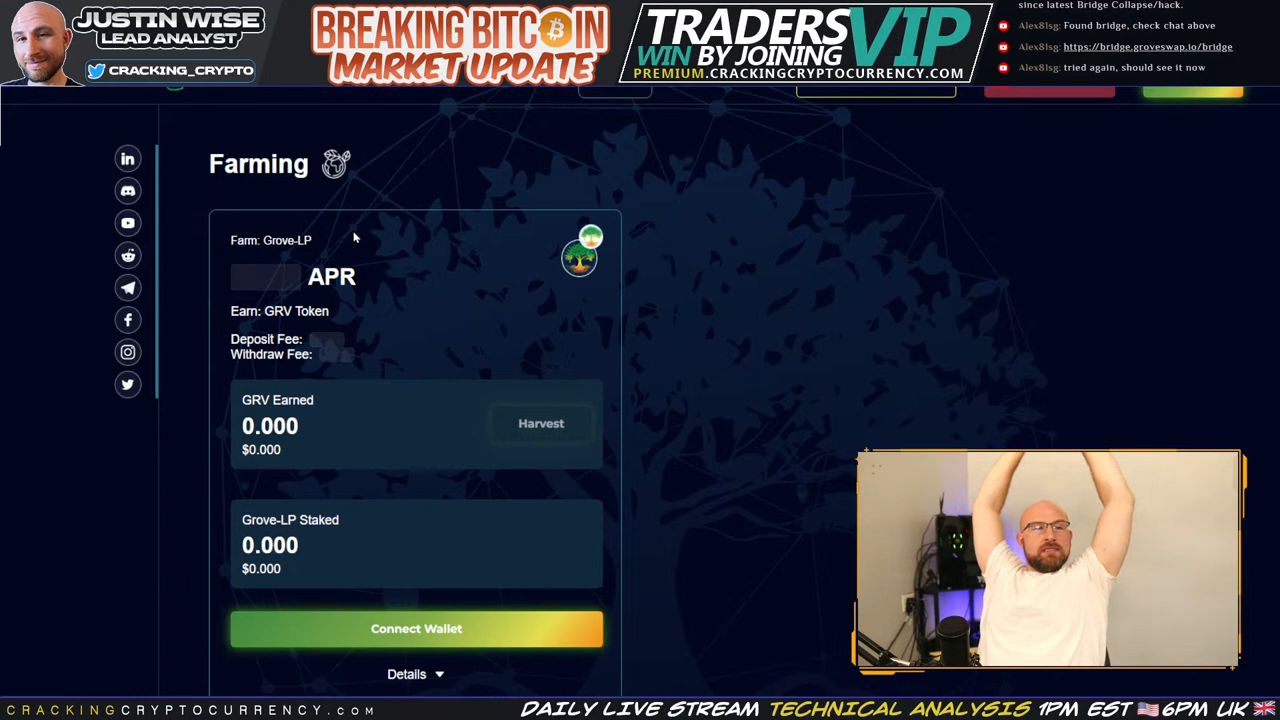 JUSTIN WISE
LEAD ANALYST
CRACKING_CRYPTO
BREAKING BITCOIN
MARKET UPDATE
TRADERS VIP
WIN BY JOINING
PREMIUM.CRACKINGCRYPTOCURRENCY.COM
since latest Bridge Collapse/hack.
Alex8lsg: Found bridge, check chat above
Alex8lsg: https://bridge.groveswap.io/bridge
Alex8lsg: tried again, should see it now
Farming
Farm: Grove-LP
APR
Earn: GRV Token
Deposit Fee:
Withdraw Fee:
GRV Earned
0.000
Harvest
$0.000
Grove-LP Staked
0.000
$0.000
Connect Wallet
Details
CRACKINGCRYPTOCURRENCY.COM
DAILY LIVE STREAM TECHNICAL ANALYSIS 1PM EST 6PM UK